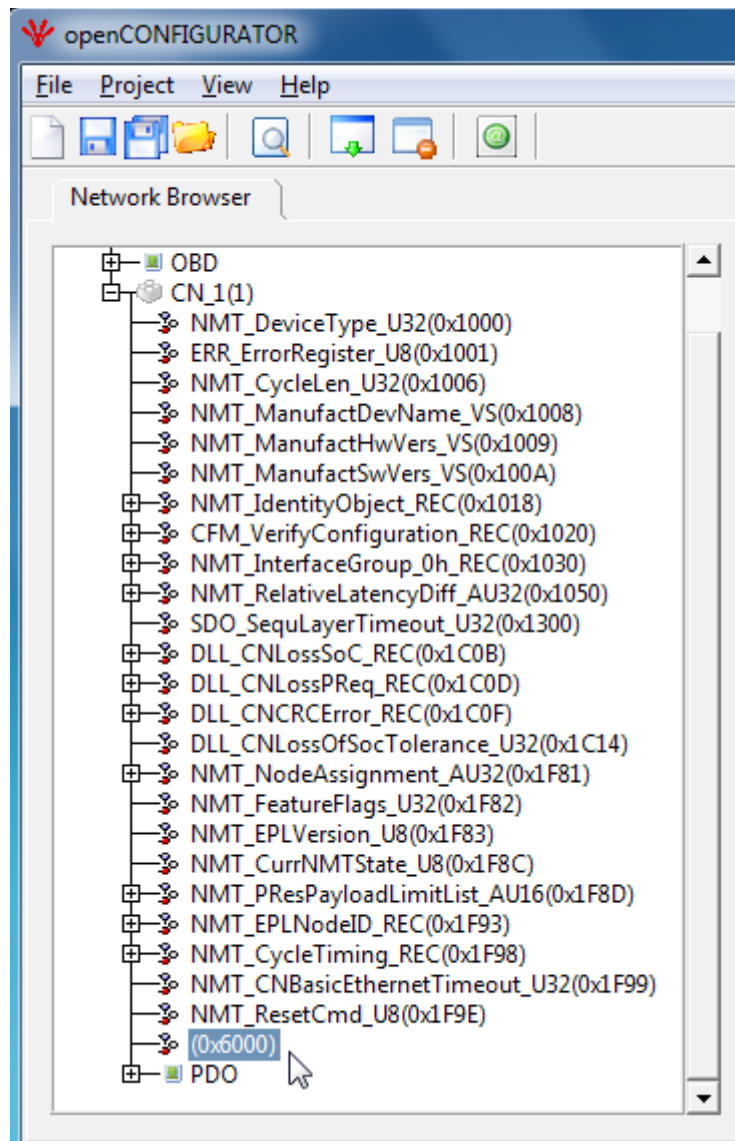 openCONFIGURATOR
File Project View Help
Network Browser
OBD
CN_1(1)
NMT_DeviceType_U32(0x1000)
ERR_ErrorRegister_U8(0x1001)
NMT_CycleLen_U32(0x1006)
NMT_ManufactDevName_VS(0x1008)
NMT_ManufactHwVers_VS(0x1009)
NMT_ManufactSwVers_VS(0x100A)
NMT_IdentityObject_REC(0x1018)
CFM_VerifyConfiguration_REC(0x1020)
NMT_InterfaceGroup_0h_REC(0x1030)
NMT_RelativeLatencyDiff_AU32(0x1050)
SDO_SequLayerTimeout_U32(0x1300)
DLL_CNLossSoC_REC(0x1C0B)
DLL_CNLossPReq_REC(0x1C0D)
DLL_CNCRCError_REC(0x1C0F)
DLL_CNLossOfSocTolerance_U32(0x1C14)
NMT_NodeAssignment_AU32(0x1F81)
NMT_FeatureFlags_U32(0x1F82)
NMT_EPLVersion_U8(0x1F83)
NMT_CurrNMTState_U8(0x1F8C)
NMT_PResPayloadLimitList_AU16(0x1F8D)
NMT_EPLNodeID_REC(0x1F93)
NMT_CycleTiming_REC(0x1F98)
NMT_CNBasicEthernetTimeout_U32(0x1F99)
NMT_ResetCmd_U8(0x1F9E)
(0x6000)
PDO